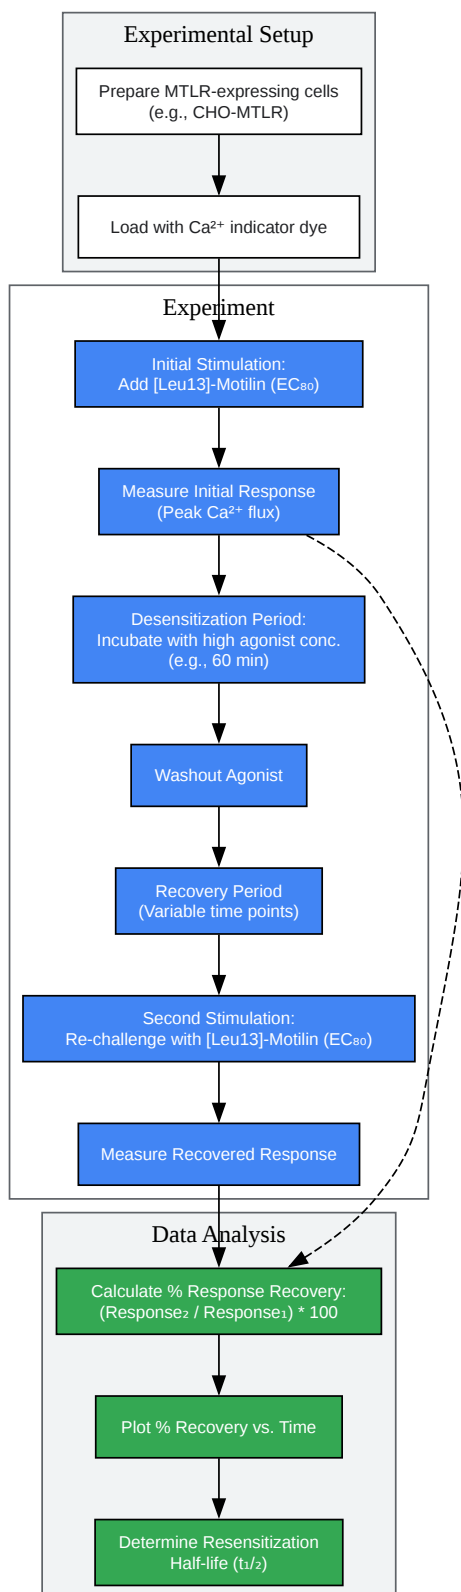 Experimental Setup
Prepare MTLR-expressing cells
(e.g., CHO-MTLR)
Load with Ca²⁺ indicator dye
Experiment
Initial Stimulation:
Add [Leu13]-Motilin (EC₈₀)
Measure Initial Response
(Peak Ca²⁺ flux)
Desensitization Period:
Incubate with high agonist conc.
(e.g., 60 min)
Washout Agonist
Recovery Period
(Variable time points)
Second Stimulation:
Re-challenge with [Leu13]-Motilin (EC₈₀)
Measure Recovered Response
Data Analysis
Calculate % Response Recovery:
(Response₂ / Response₁) * 100
Plot % Recovery vs. Time
Determine Resensitization
Half-life (t₁/₂)